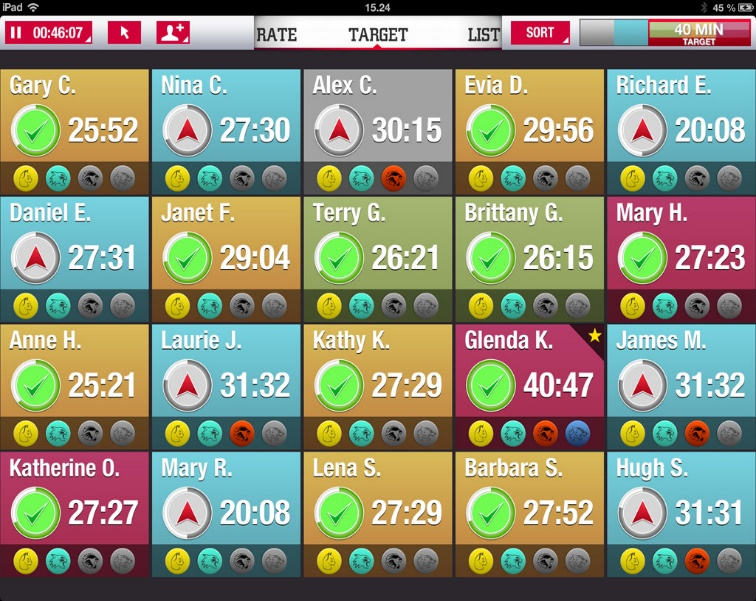 iPad 15.24 45 %
00:46:07 RATE TARGET LIST SORT 40 MIN
TARGET
Gary C. Nina C. Alex C. Evia D. Richard E.
25:52 27:30 30:15 29:56 20:08
Daniel E. Janet F. Terry G. Brittany G. Mary H.
27:31 29:04 26:21 26:15 27:23
Anne H. Laurie J. Kathy K. Glenda K. James M.
25:21 31:32 27:29 40:47 31:32
Katherine O. Mary R. Lena S. Barbara S. Hugh S.
27:27 20:08 27:29 27:52 31:31